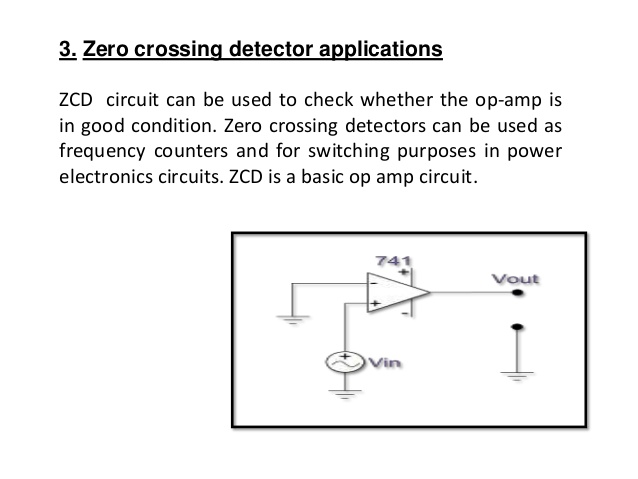 3. Zero crossing detector applications
ZCD circuit can be used to check whether the op-amp is
in good condition. Zero crossing detectors can be used as
frequency counters and for switching purposes in power
electronics circuits. ZCD is a basic op amp circuit.
741
+
Vout
-
+
-
+
Vin